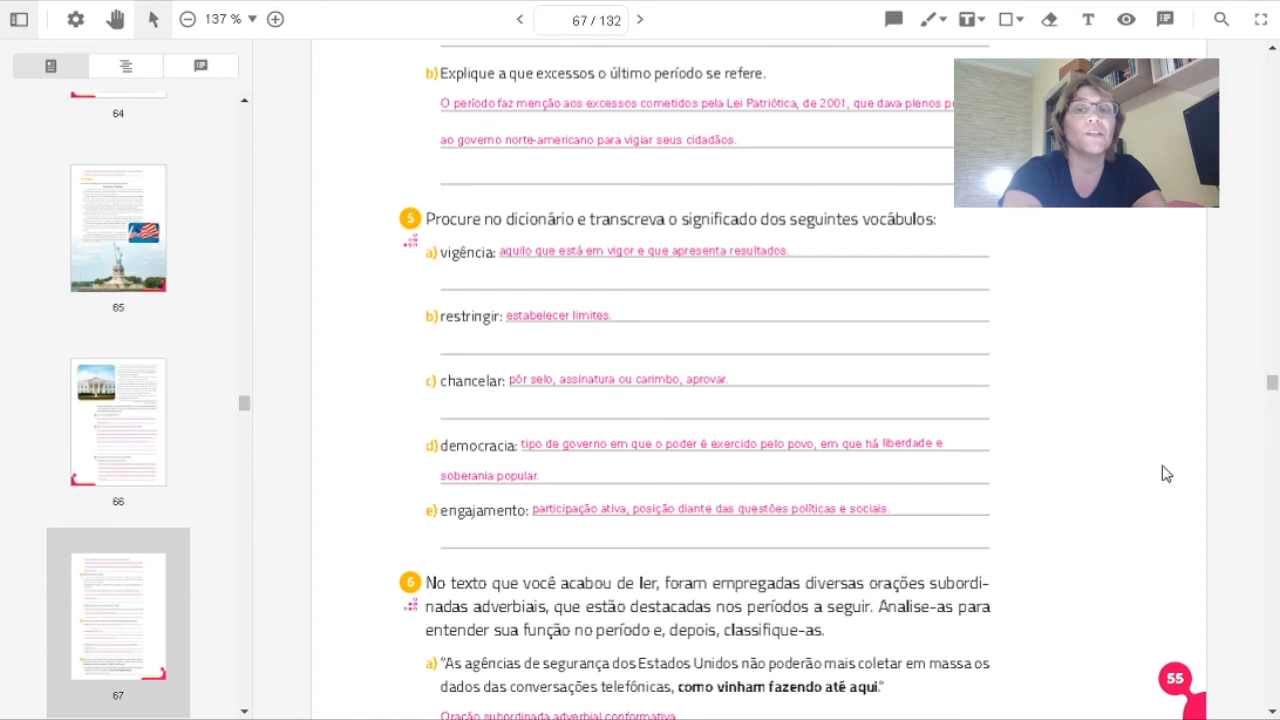 137 %
67 / 132
64
65
66
67
b) Explique a que excessos o último período se refere.
O período faz menção aos excessos cometidos pela Lei Patriótica, de 2001, que dava plenos
ao governo norte-americano para vigiar seus cidadãos.
5 Procure no dicionário e transcreva o significado dos seguintes vocábulos:
a) vigência: aquilo que está em vigor e que apresenta resultados.
b) restringir: estabelecer limites.
c) chancelar: pôr selo, assinatura ou carimbo, aprovar.
d) democracia: tipo de governo em que o poder é exercido pelo povo, em que há liberdade e
soberania popular.
e) engajamento: participação ativa, posição diante das questões políticas e sociais.
6 No texto que você acabou de ler, foram empregadas diversas orações subordi-
nadas adverbiais, que estão destacadas nos períodos a seguir. Analise-as para
entender sua função no período e, depois, classifique-as.
a) "As agências de segurança dos Estados Unidos não poderão mais coletar em massa os
dados das conversações telefônicas, como vinham fazendo até aqui."
Oração subordinada adverbial conformativa
55